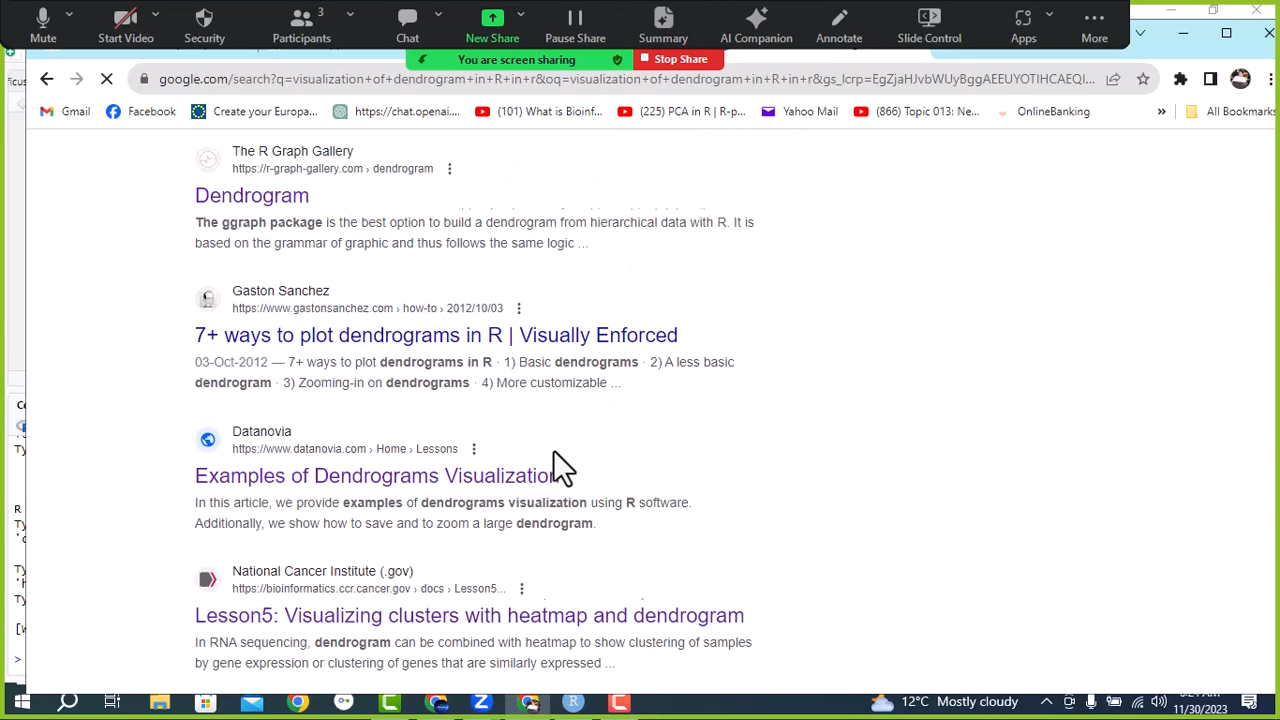 Mute
Start Video
Security
Participants
3
Chat
New Share
Pause Share
Summary
AI Companion
Annotate
Slide Control
Apps
More
You are screen sharing
Stop Share
google.com/search?q=visualization+of+dendrogram+in+R+in+r&oq=visualization+of+dendrogram+in+R+in+r&gs_lcrp=EgZjaHJvbWUyBggAEEUYOTIHCAEQI...
Gmail
Facebook
Create your Europa...
https://chat.openai....
(101) What is Bioinf...
(225) PCA in R | R-p...
Yahoo Mail
(866) Topic 013: Ne...
OnlineBanking
»
All Bookmarks
The R Graph Gallery
https://r-graph-gallery.com › dendrogram
Dendrogram
The ggraph package is the best option to build a dendrogram from hierarchical data with R. It is
based on the grammar of graphic and thus follows the same logic ...
Gaston Sanchez
https://www.gastonsanchez.com › how-to › 2012/10/03
7+ ways to plot dendrograms in R | Visually Enforced
03-Oct-2012 — 7+ ways to plot dendrograms in R · 1) Basic dendrograms · 2) A less basic
dendrogram · 3) Zooming-in on dendrograms · 4) More customizable ...
Datanovia
https://www.datanovia.com › Home › Lessons
Examples of Dendrograms Visualization
In this article, we provide examples of dendrograms visualization using R software.
Additionally, we show how to save and to zoom a large dendrogram.
National Cancer Institute (.gov)
https://bioinformatics.ccr.cancer.gov › docs › Lesson5...
Lesson5: Visualizing clusters with heatmap and dendrogram
In RNA sequencing, dendrogram can be combined with heatmap to show clustering of samples
by gene expression or clustering of genes that are similarly expressed ...
12°C Mostly cloudy
11/30/2023